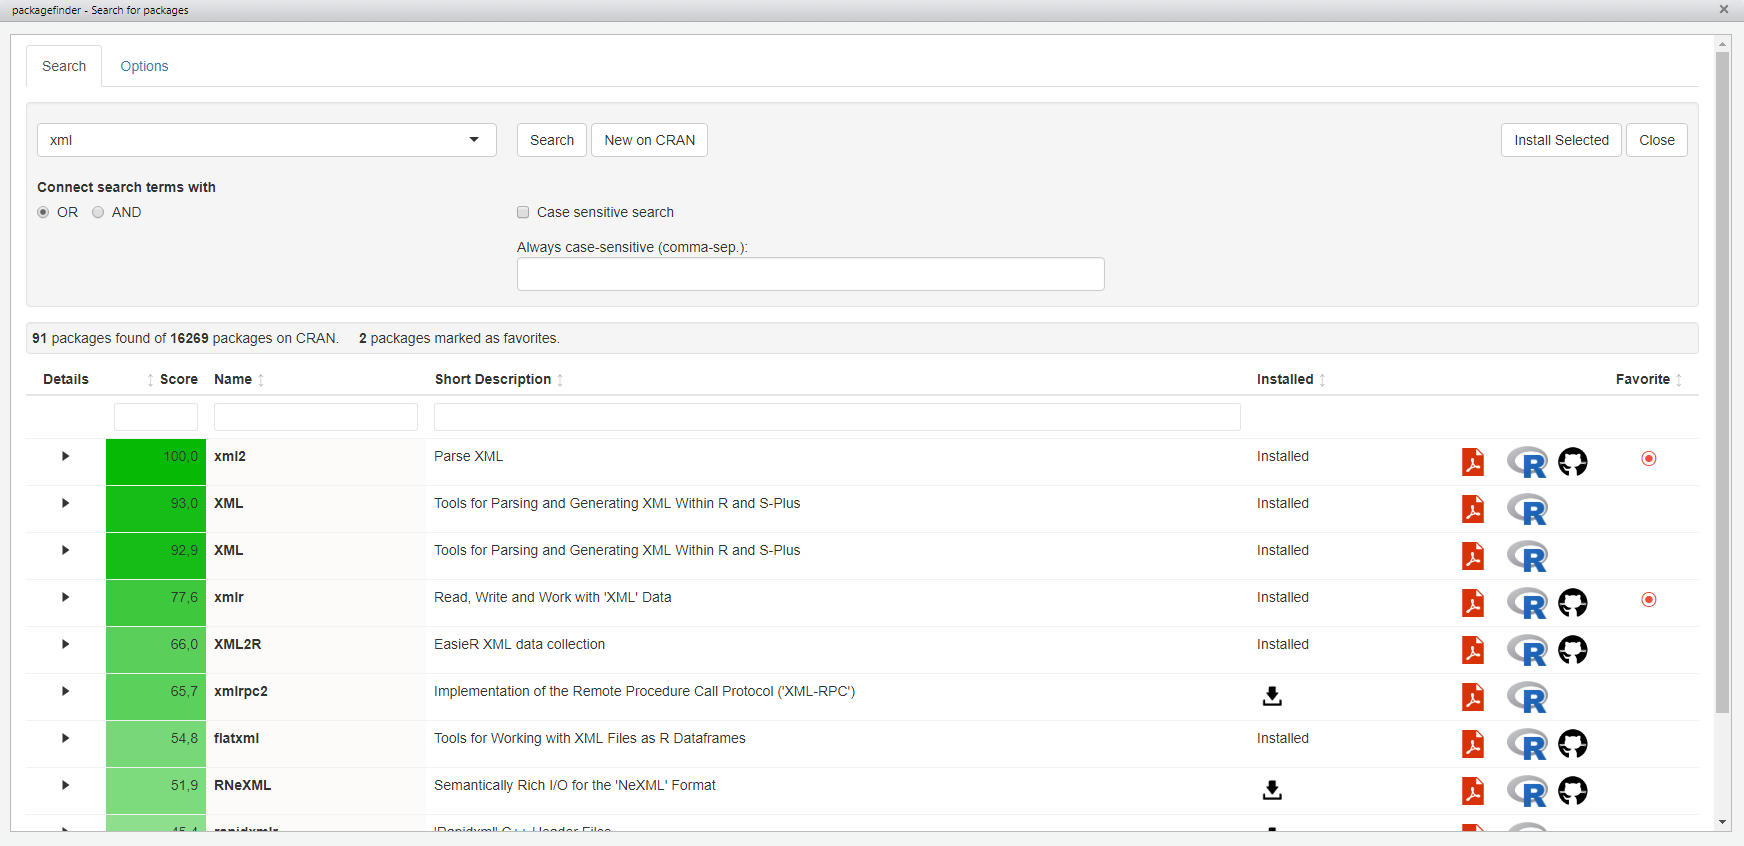 packagefinder - Search for packages
Search Options
xml Search New on CRAN Install Selected Close
Connect search terms with
OR AND Case sensitive search
Always case-sensitive (comma-sep.):
91 packages found of 16269 packages on CRAN. 2 packages marked as favorites.
Details Score Name Short Description Installed Favorite
100,0 xml2 Parse XML Installed
93,0 XML Tools for Parsing and Generating XML Within R and S-Plus Installed
92,9 XML Tools for Parsing and Generating XML Within R and S-Plus Installed
77,6 xmlr Read, Write and Work with 'XML' Data Installed
66,0 XML2R EasieR XML data collection Installed
65,7 xmlrpc2 Implementation of the Remote Procedure Call Protocol ('XML-RPC')
54,8 flatxml Tools for Working with XML Files as R Dataframes Installed
51,9 RNeXML Semantically Rich I/O for the 'NeXML' Format
45,4 rapidxmlr 'Rapidxml' C++ Header Files